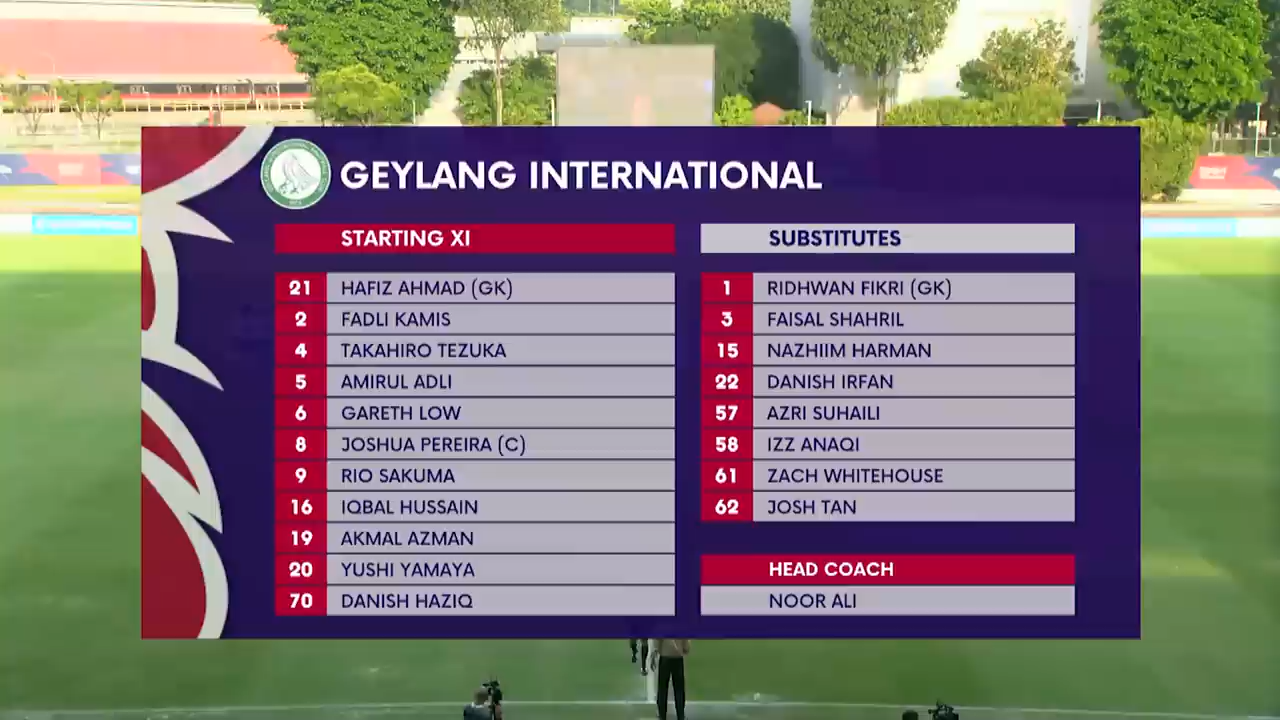 GEYLANG INTERNATIONAL
STARTING XI
21 HAFIZ AHMAD (GK)
2 FADLI KAMIS
4 TAKAHIRO TEZUKA
5 AMIRUL ADLI
6 GARETH LOW
8 JOSHUA PEREIRA (C)
9 RIO SAKUMA
16 IQBAL HUSSAIN
19 AKMAL AZMAN
20 YUSHI YAMAYA
70 DANISH HAZIQ
SUBSTITUTES
1 RIDHWAN FIKRI (GK)
3 FAISAL SHAHRIL
15 NAZHIIM HARMAN
22 DANISH IRFAN
57 AZRI SUHAILI
58 IZZ ANAQI
61 ZACH WHITEHOUSE
62 JOSH TAN
HEAD COACH
NOOR ALI